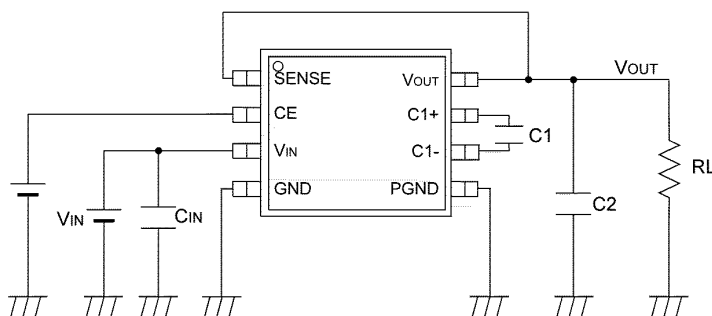 SENSE
VOUT
VOUT
CE
C1+
C1
VIN
C1-
RL
GND
PGND
VIN
CIN
C2